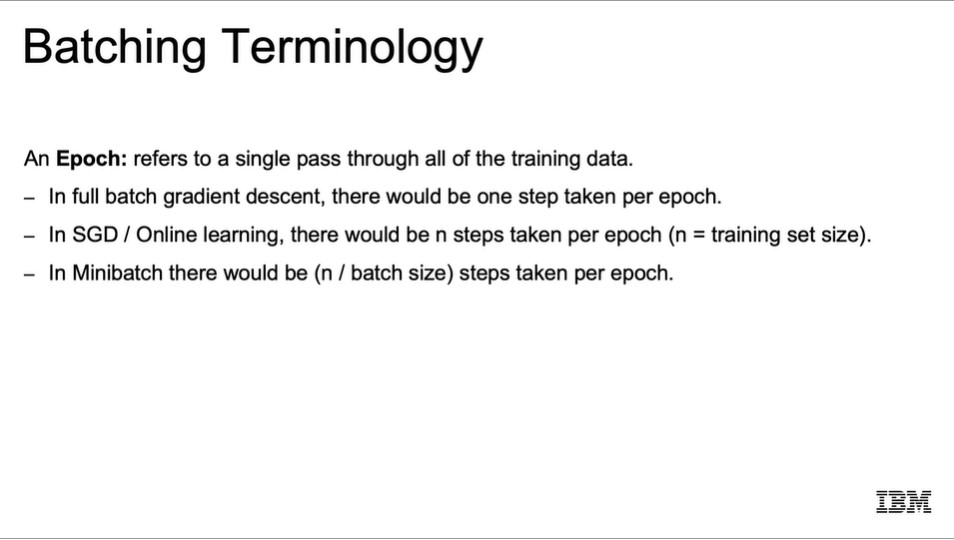 Batching Terminology
An Epoch: refers to a single pass through all of the training data.
– In full batch gradient descent, there would be one step taken per epoch.
– In SGD / Online learning, there would be n steps taken per epoch (n = training set size).
– In Minibatch there would be (n / batch size) steps taken per epoch.
IBM